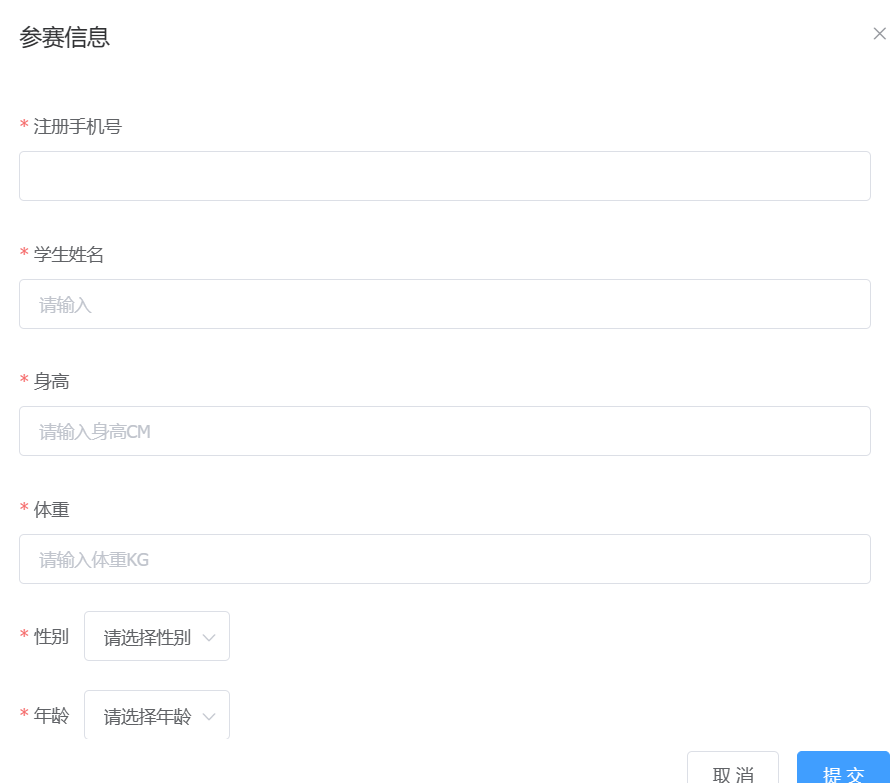 参赛信息
* 注册手机号
* 学生姓名
请输入
* 身高
请输入身高CM
* 体重
请输入体重KG
* 性别 请选择性别
* 年龄 请选择年龄
取 消 提 交